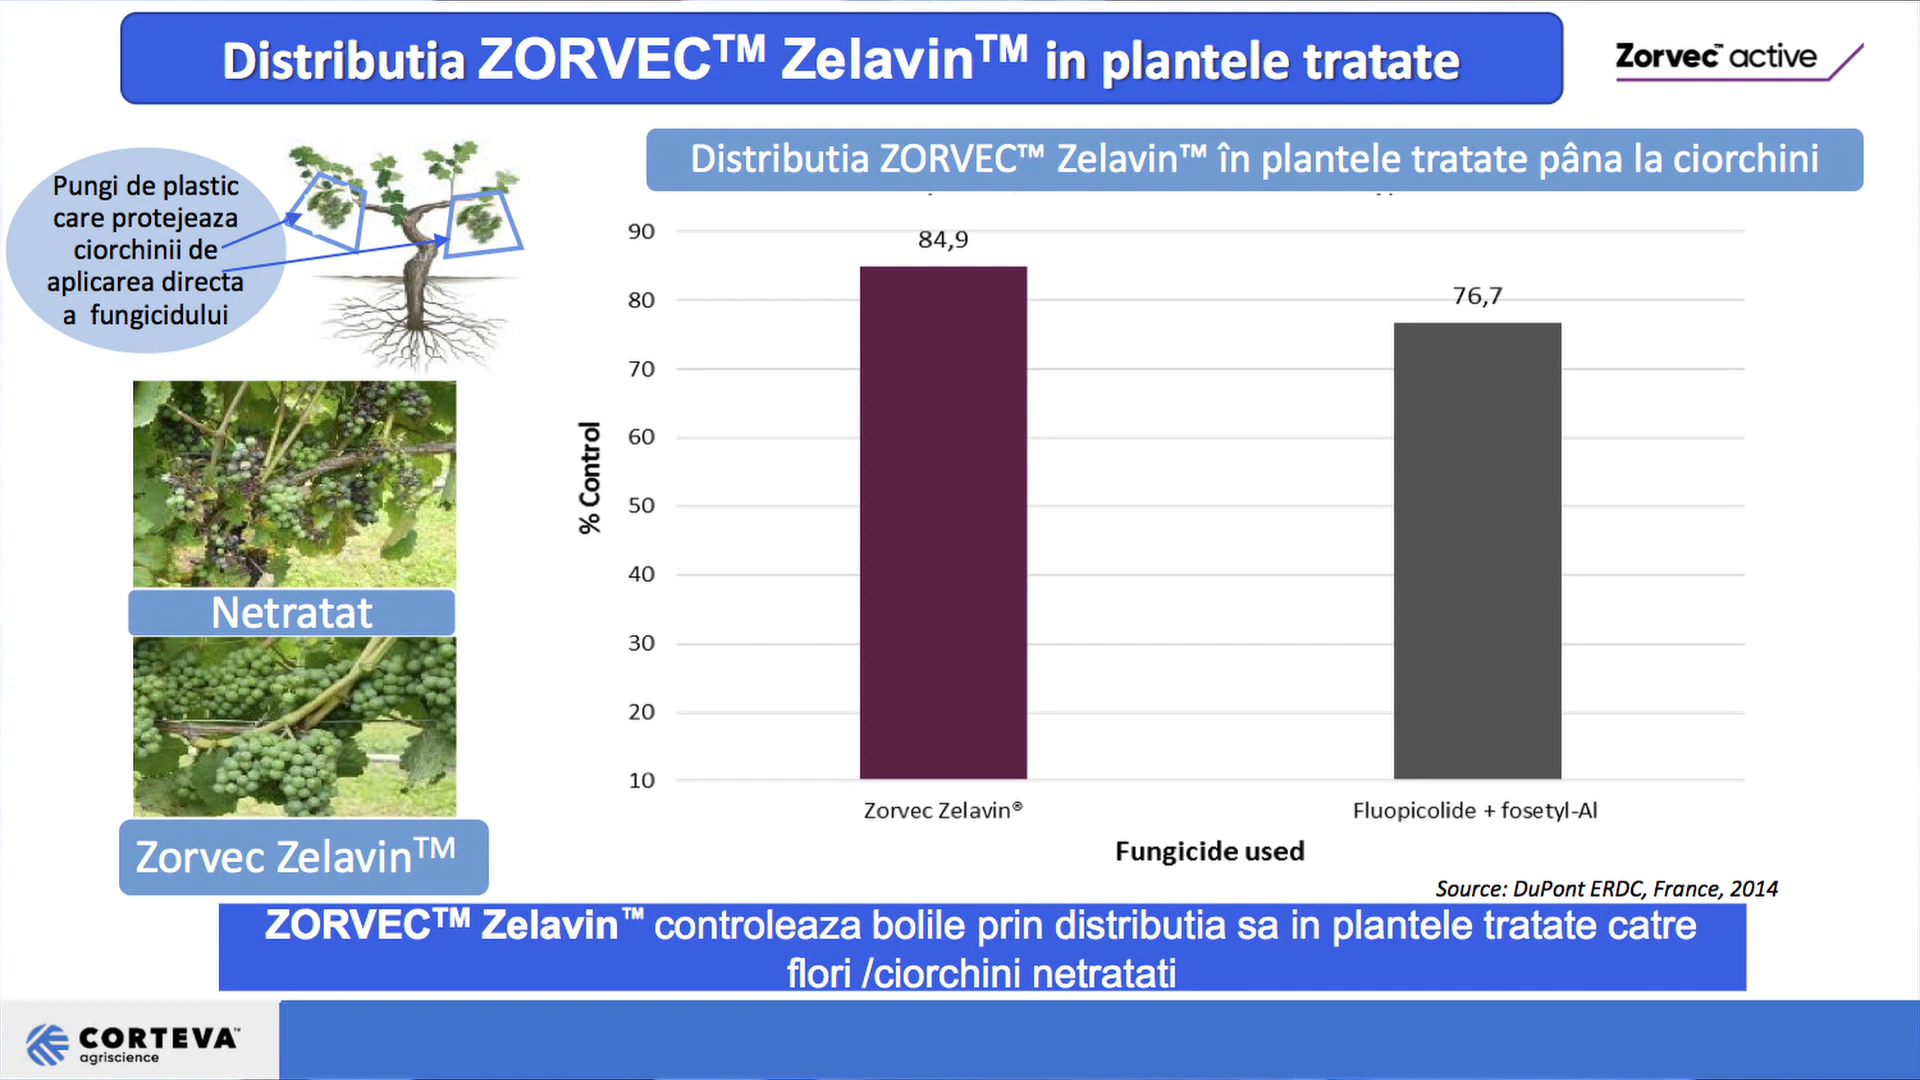 Distributia ZORVEC™ Zelavin™ in plantele tratate
Zorvec™ active
Pungi de plastic
care protejeaza
ciorchinii de
aplicarea directa
a fungicidului
Distributia ZORVEC™ Zelavin™ în plantele tratate pâna la ciorchini
90
80
70
60
50
40
30
20
10
% Control
84,9
76,7
Zorvec Zelavin®
Fluopicolide + fosetyl-Al
Fungicide used
Source: DuPont ERDC, France, 2014
Netratat
Zorvec Zelavin™
ZORVEC™ Zelavin™ controleaza bolile prin distributia sa in plantele tratate catre
flori /ciorchini netratati
CORTEVA™
agriscience